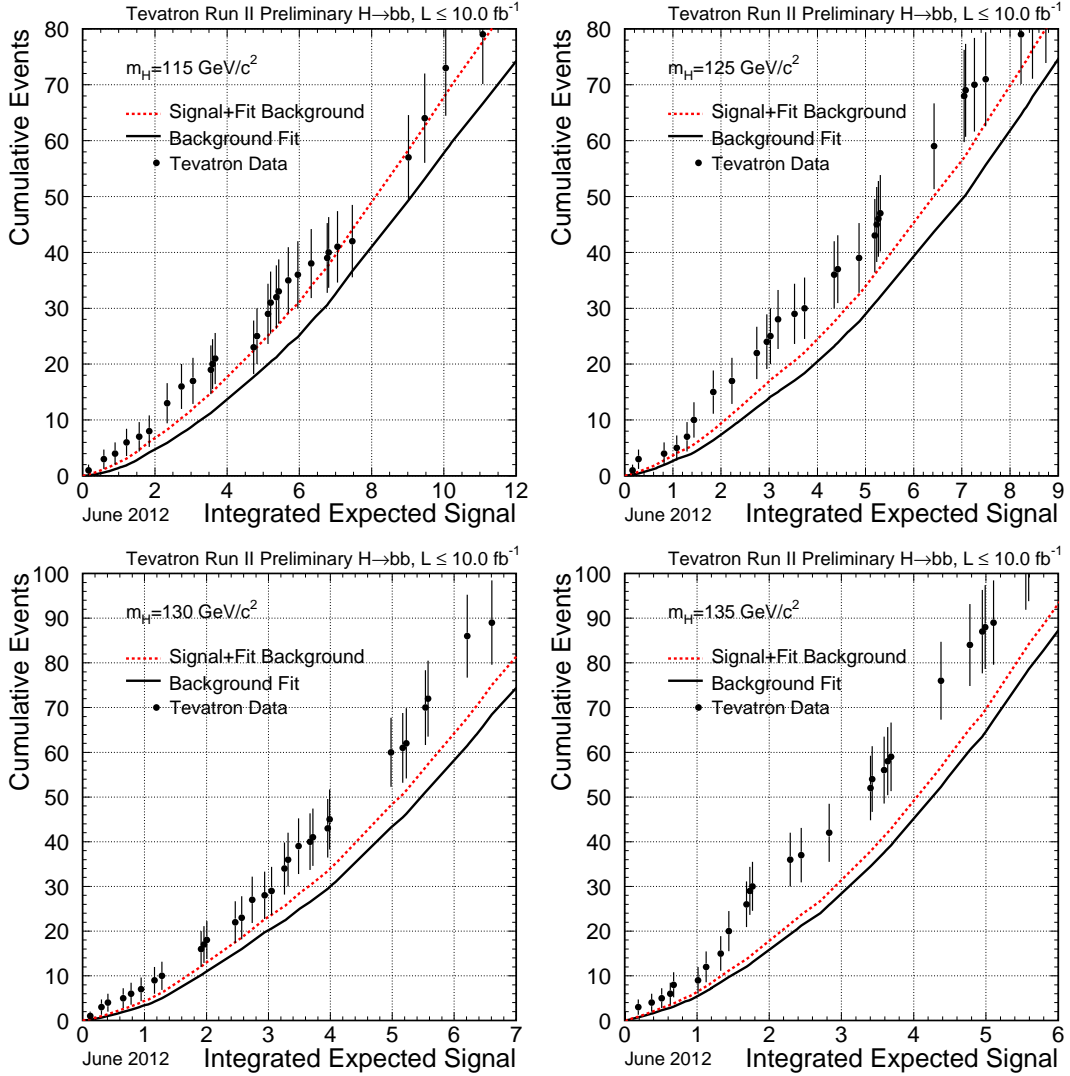 Tevatron Run II Preliminary H→bb, L ≤ 10.0 fb⁻¹
Cumulative Events
80
70
60
50
40
30
20
10
0
m_H=115 GeV/c²
Signal+Fit Background
Background Fit
Tevatron Data
0 2 4 6 8 10 12
June 2012
Integrated Expected Signal
Tevatron Run II Preliminary H→bb, L ≤ 10.0 fb⁻¹
Cumulative Events
80
70
60
50
40
30
20
10
0
m_H=125 GeV/c²
Signal+Fit Background
Background Fit
Tevatron Data
0 1 2 3 4 5 6 7 8 9
June 2012
Integrated Expected Signal
Tevatron Run II Preliminary H→bb, L ≤ 10.0 fb⁻¹
Cumulative Events
100
90
80
70
60
50
40
30
20
10
0
m_H=130 GeV/c²
Signal+Fit Background
Background Fit
Tevatron Data
0 1 2 3 4 5 6 7
June 2012
Integrated Expected Signal
Tevatron Run II Preliminary H→bb, L ≤ 10.0 fb⁻¹
Cumulative Events
100
90
80
70
60
50
40
30
20
10
0
m_H=135 GeV/c²
Signal+Fit Background
Background Fit
Tevatron Data
0 1 2 3 4 5 6
June 2012
Integrated Expected Signal